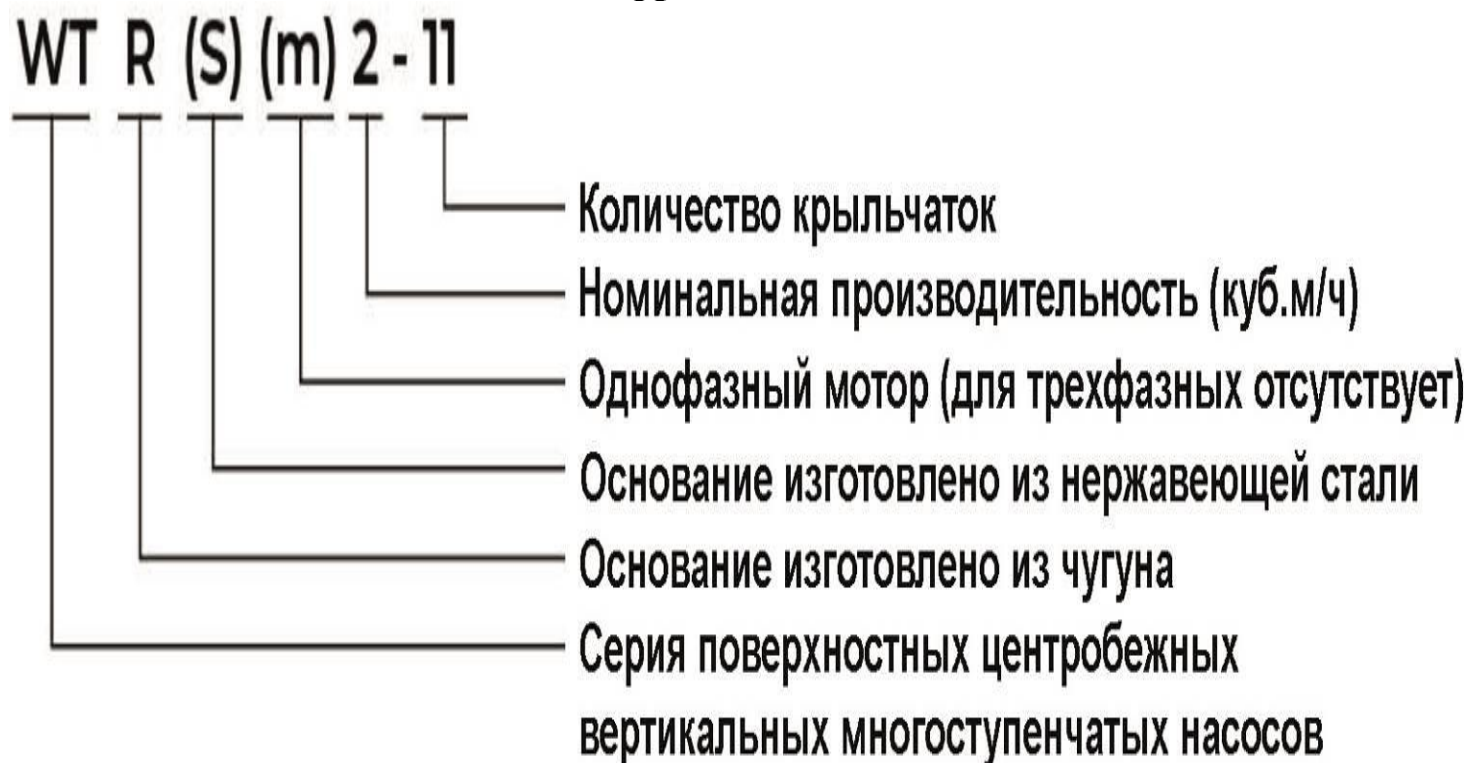 WT R (S) (m) 2 - 11
Количество крыльчаток
Номинальная производительность (куб.м/ч)
Однофазный мотор (для трехфазных отсутствует)
Основание изготовлено из нержавеющей стали
Основание изготовлено из чугуна
Серия поверхностных центробежных
вертикальных многоступенчатых насосов